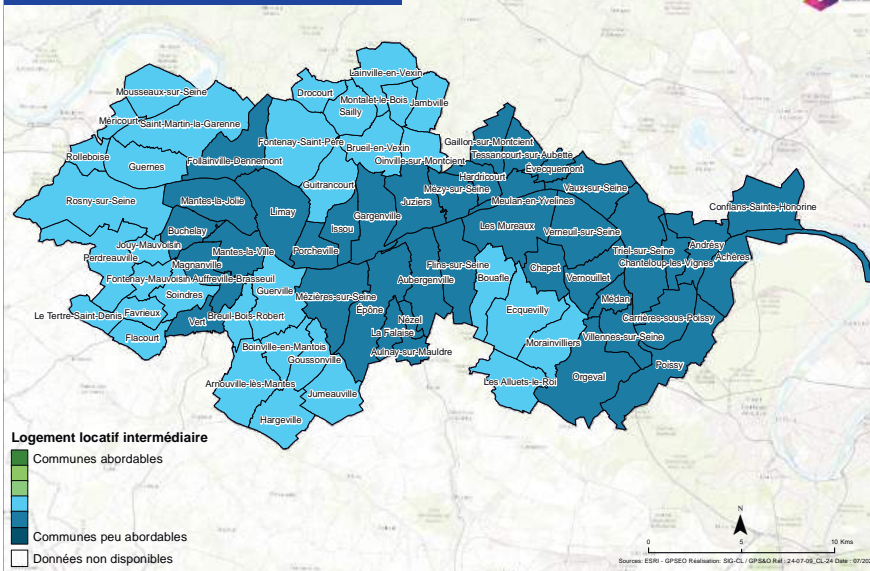 Lainville-en-Vexin
Mousseaux-sur-Seine
Drocourt
Montalet-le-Bois
Jambville
Sailly
Méricourt
Saint-Martin-la-Garenne
Fontenay-Saint-Père
Gaillon-sur-Montcient
Brueil-en-Vexin
Tessancourt-sur-Aubette
Rolleboise
Follainville-Dennemont
Oinville-sur-Montcient
Guernes
Évecquemont
Hardricourt
Guitrancourt
Mézy-sur-Seine
Vaux-sur-Seine
Rosny-sur-Seine
Mantes-la-Jolie
Juziers
Meulan-en-Yvelines
Limay
Gargenville
Conflans-Sainte-Honorine
Issou
Les Mureaux
Buchelay
Verneuil-sur-Seine
Jouy-Mauvoisin
Mantes-la-Ville
Porcheville
Triel-sur-Seine
Andrésy
Perdreauville
Achères
Magnanville
Flins-sur-Seine
Chapet
Chanteloup-les-Vignes
Fontenay-Mauvoisin
Auffreville-Brasseuil
Aubergenville
Bouafle
Vernouillet
Soindres
Guerville
Mézières-sur-Seine
Médan
Épône
Ecquevilly
Le Tertre-Saint-Denis
Favrieux
Breuil-Bois-Robert
Vert
Nézel
Carrières-sous-Poissy
La Falaise
Flacourt
Villennes-sur-Seine
Boinville-en-Mantois
Morainvilliers
Aulnay-sur-Mauldre
Goussonville
Poissy
Arnouville-lès-Mantes
Les Alluets-le-Roi
Orgeval
Jumeauville
Hargeville
Logement locatif intermédiaire
Communes abordables
Communes peu abordables
Données non disponibles
N
0 5 10 Kms
Sources: ESRI - GPSEO Réalisation: SIG-CL / GPS&O Réf.: 24-07-09_CL-24 Date : 07/202